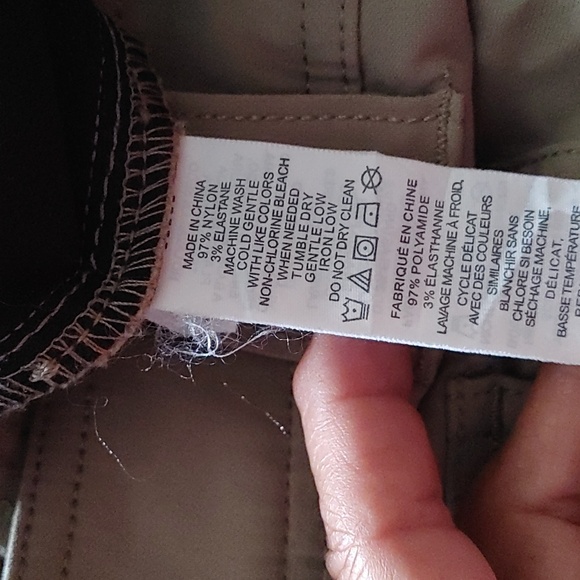 MADE IN CHINA
97% NYLON
3% ELASTANE
MACHINE WASH
COLD GENTLE
WITH LIKE COLORS
NON-CHLORINE BLEACH
WHEN NEEDED
TUMBLE DRY
GENTLE LOW
IRON LOW
DO NOT DRY CLEAN
FABRIQUÉ EN CHINE
97% POLYAMIDE
3% ÉLASTHANNE
LAVAGE MACHINE À FROID,
CYCLE DÉLICAT
AVEC DES COULEURS
SIMILAIRES
BLANCHIR SANS
CHLORE SI BESOIN
SÉCHAGE MACHINE,
DÉLICAT,
BASSE TEMPÉRATURE